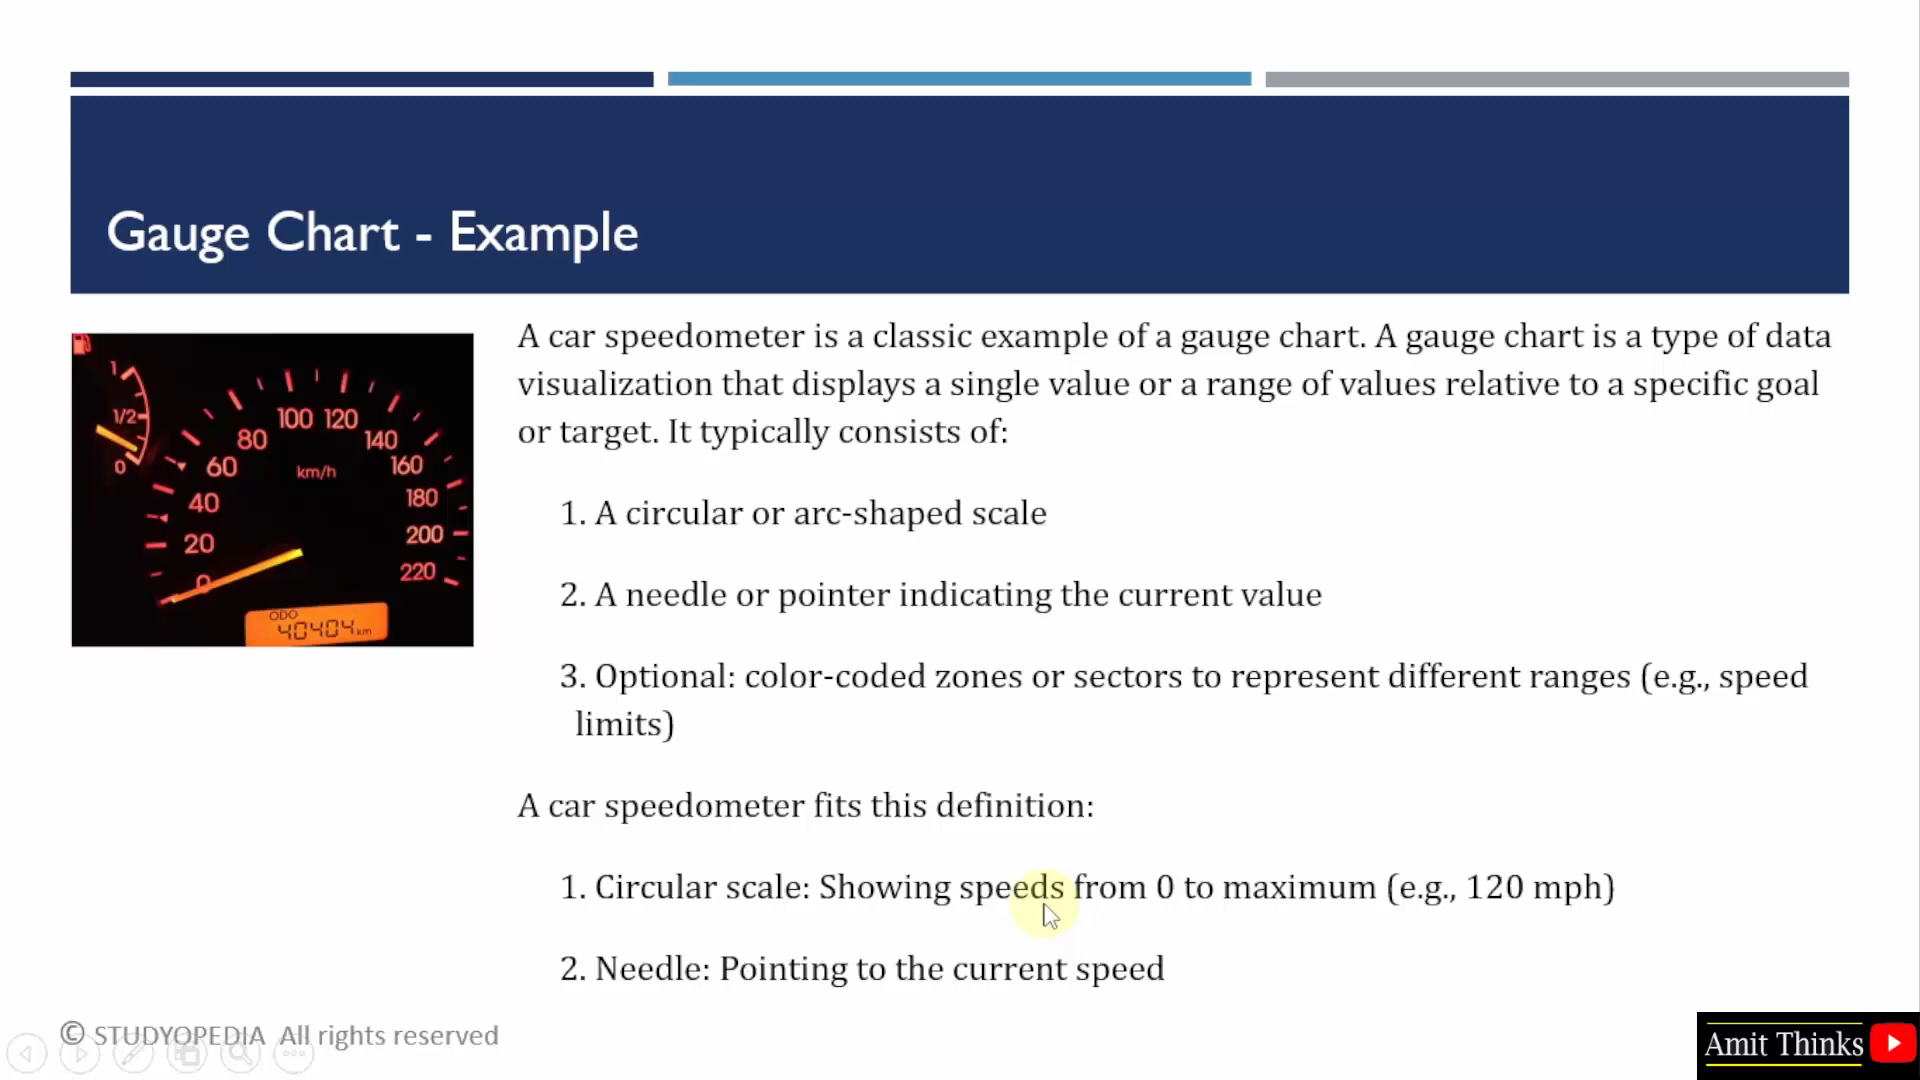 Gauge Chart - Example
1
1/2
0
100 120
80
140
60
km/h
160
40
180
20
200
0
220
ODO
40404 km
A car speedometer is a classic example of a gauge chart. A gauge chart is a type of data
visualization that displays a single value or a range of values relative to a specific goal
or target. It typically consists of:
1. A circular or arc-shaped scale
2. A needle or pointer indicating the current value
3. Optional: color-coded zones or sectors to represent different ranges (e.g., speed
limits)
A car speedometer fits this definition:
1. Circular scale: Showing speeds from 0 to maximum (e.g., 120 mph)
2. Needle: Pointing to the current speed
© STUDYOPEDIA All rights reserved
Amit Thinks